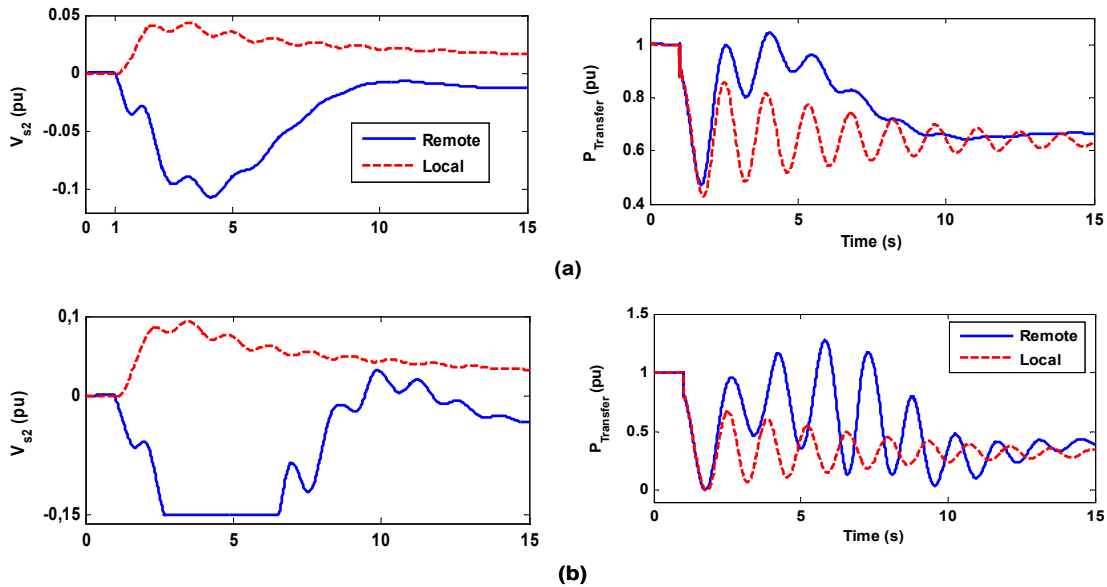 0.05
0
-0.05
-0.1
V_s2 (pu)
Remote
Local
0 1 5 10 15
1
0.8
0.6
0.4
P_Transfer (pu)
0 5 10 15
Time (s)
(a)
0,1
0
-0,15
V_s2 (pu)
0 5 10 15
1.5
1
0.5
0
P_Transfer (pu)
Remote
Local
0 5 10 15
Time (s)
(b)